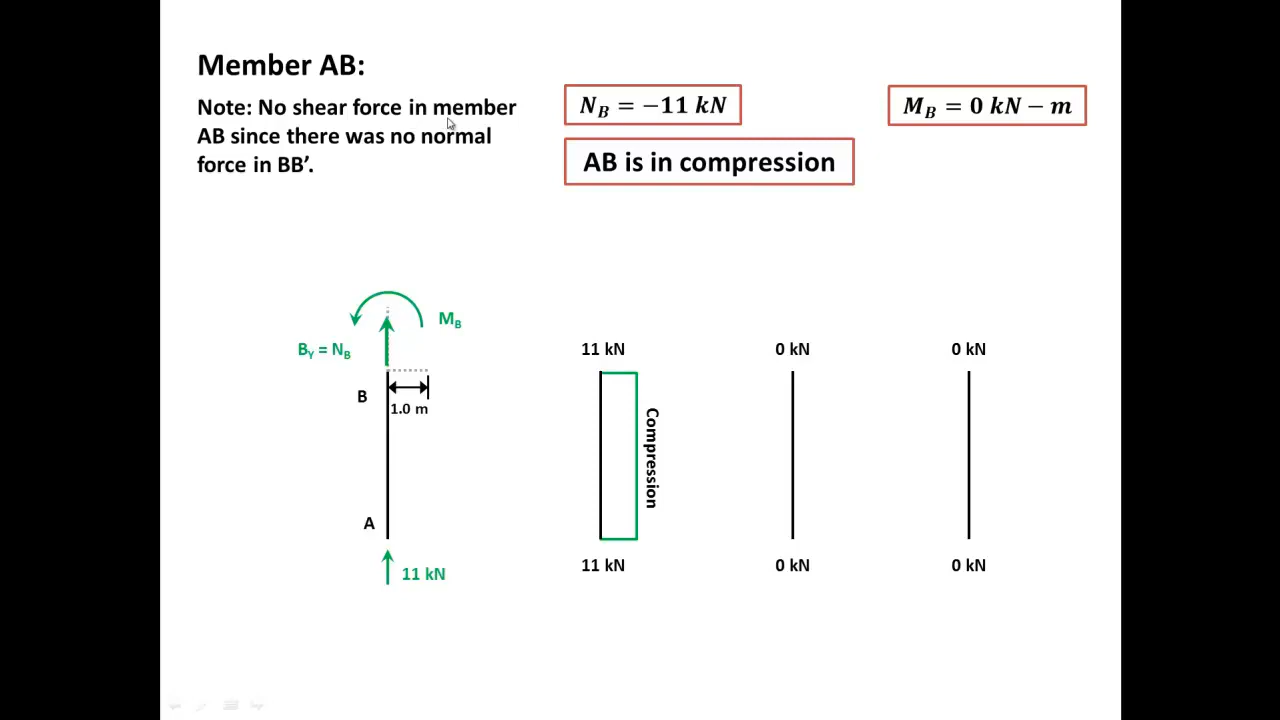 Member AB:
Note: No shear force in member
AB since there was no normal
force in BB’.
N_B = −11 kN
AB is in compression
M_B = 0 kN − m
M_B
B_Y = N_B
B
1.0 m
A
11 kN
11 kN
Compression
11 kN
0 kN
0 kN
0 kN
0 kN